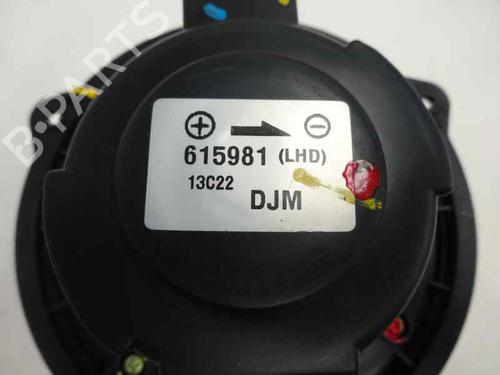 B-PARTS
615981 (LHD)
13C22
DJM